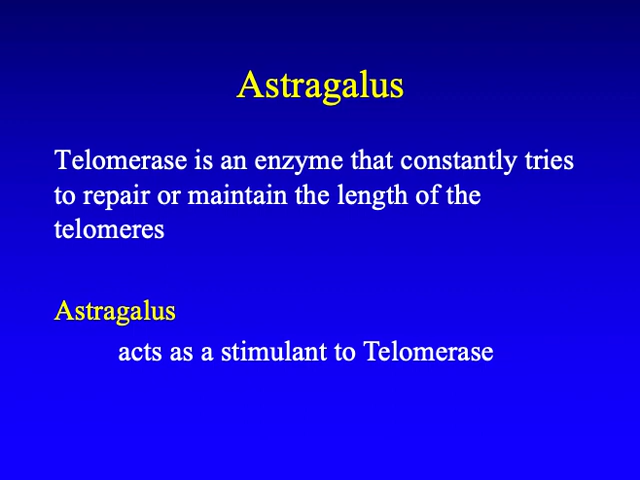 Astragalus
Telomerase is an enzyme that constantly tries
to repair or maintain the length of the
telomeres
Astragalus
acts as a stimulant to Telomerase